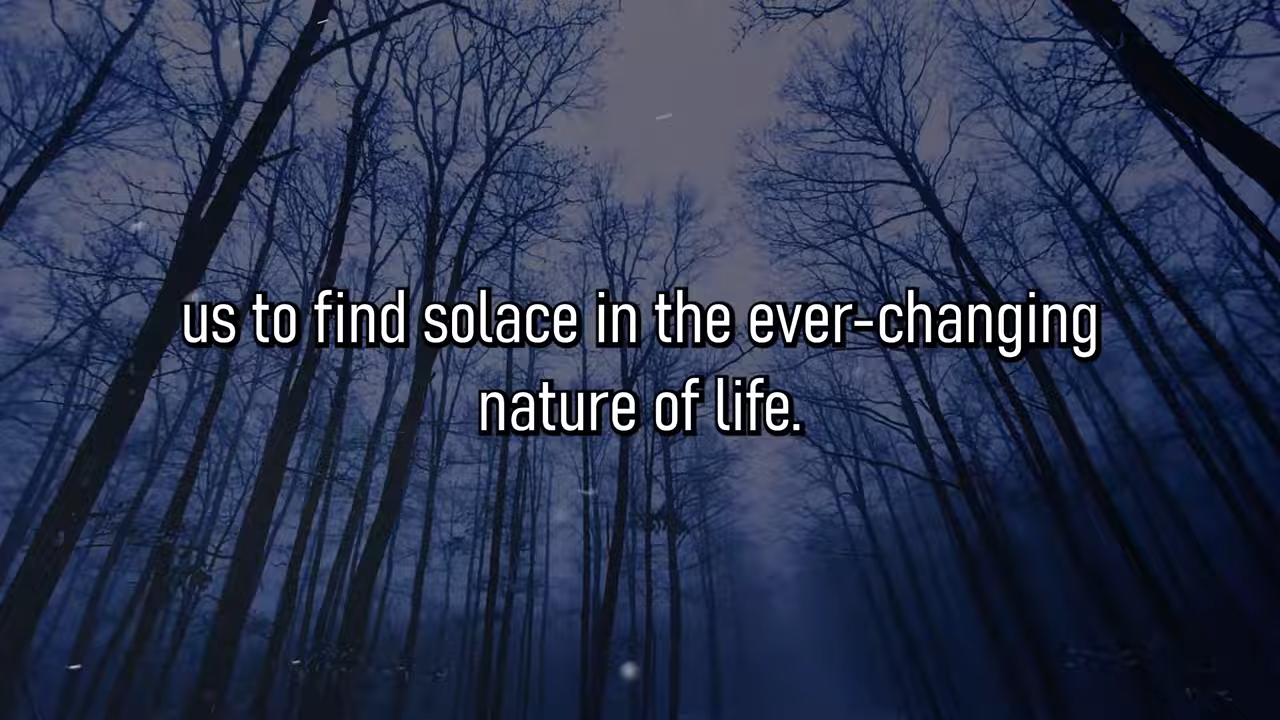 us to find solace in the ever-changing
nature of life.